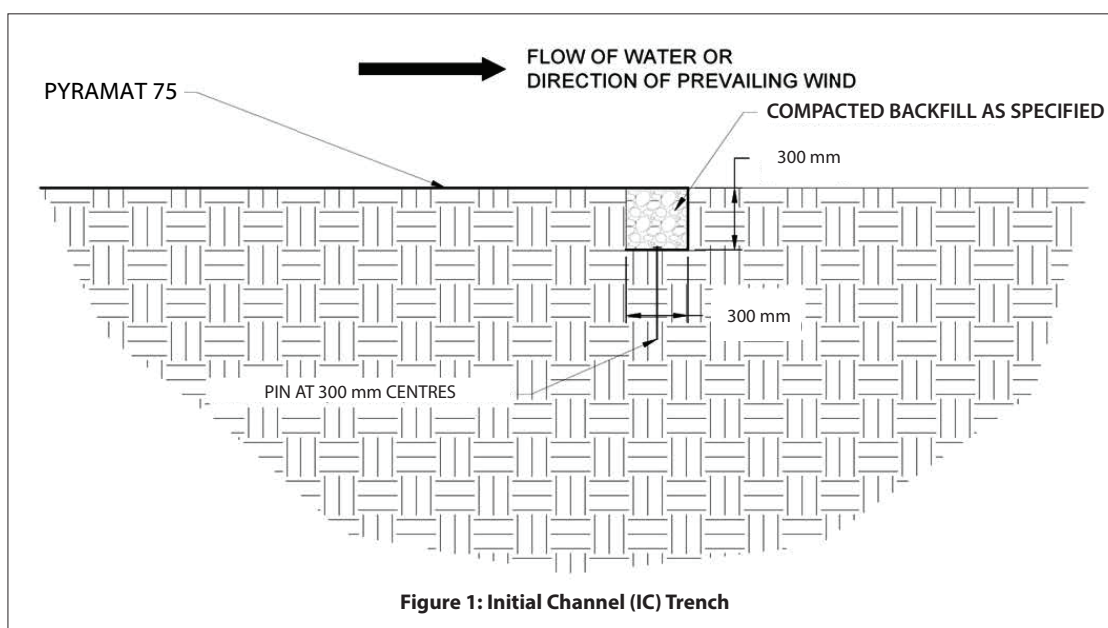 FLOW OF WATER OR
DIRECTION OF PREVAILING WIND
PYRAMAT 75
COMPACTED BACKFILL AS SPECIFIED
300 mm
300 mm
PIN AT 300 mm CENTRES
Figure 1: Initial Channel (IC) Trench